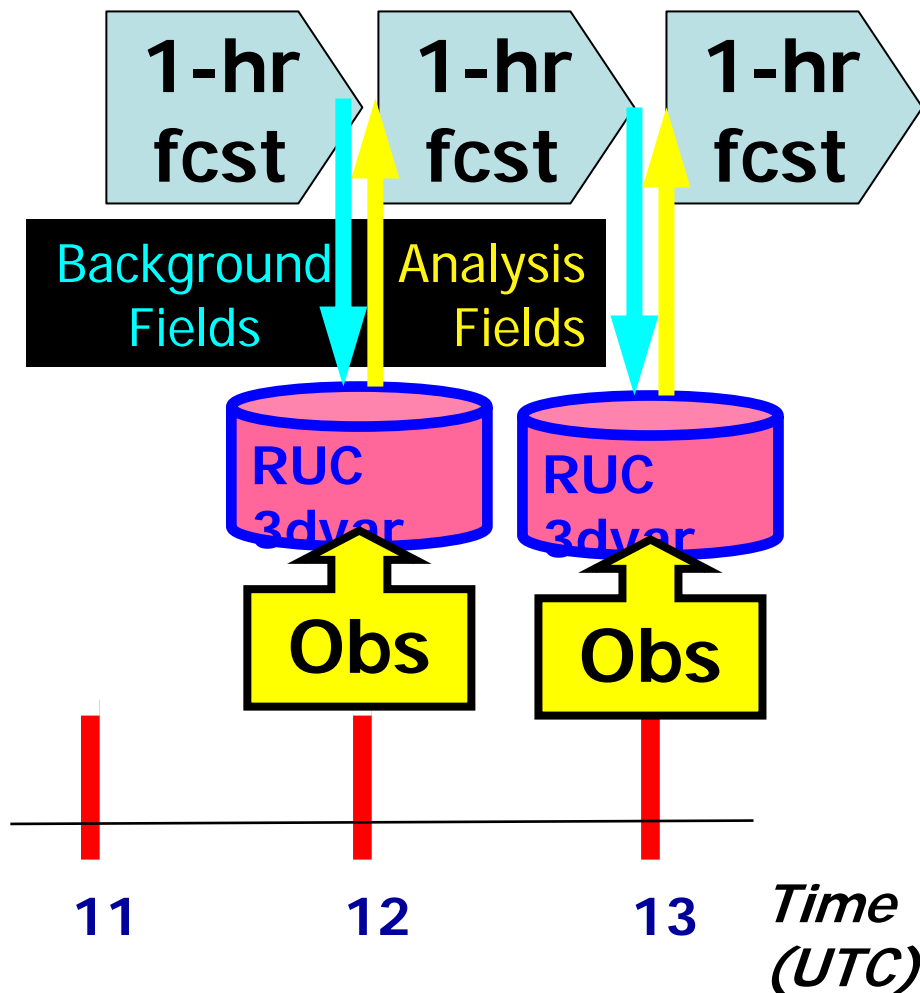 1-hr
fcst
1-hr
fcst
1-hr
fcst
Background
Fields
Analysis
Fields
RUC
3dvar
RUC
3dvar
Obs
Obs
11
12
13
Time
(UTC)